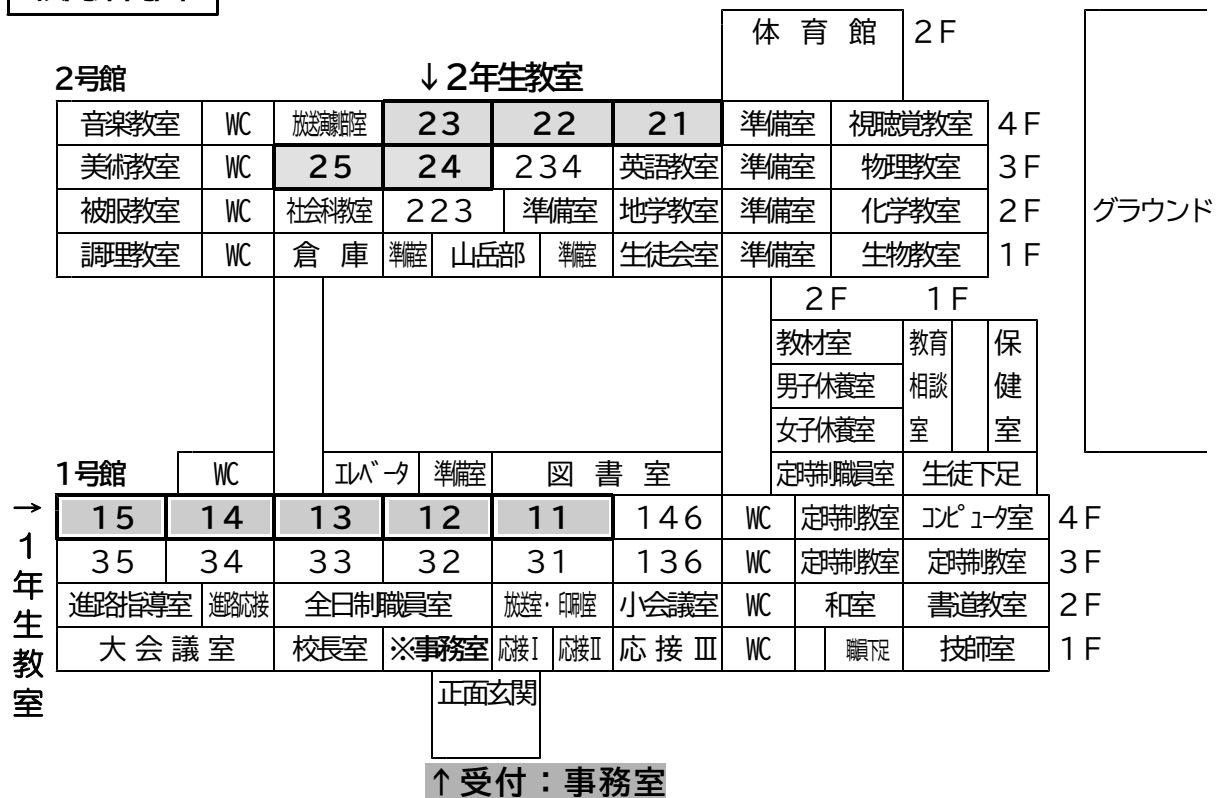 体 育 館 2F
2号館 ↓2年生教室
音楽教室 WC 放送演劇部室 23 22 21 準備室 視聴覚教室 4F
美術教室 WC 25 24 234 英語教室 準備室 物理教室 3F
被服教室 WC 社会科教室 223 準備室 地学教室 準備室 化学教室 2F
グラウンド
調理教室 WC 倉 庫 準備室 山岳部 準備室 生徒会室 準備室 生物教室 1F
2F 1F
教材室
男子休養室
女子休養室
教育相談室
保健室
1号館 WC エレベータ 準備室 図 書 室 定時制職員室 生徒下足
→1年生教室
15 14 13 12 11 146 WC 定時制教室 コンピュータ室 4F
35 34 33 32 31 136 WC 定時制教室 定時制教室 3F
進路指導室 進路応接 全日制職員室 放送室・印刷室 小会議室 WC 和室 書道教室 2F
大 会 議 室 校長室 ※事務室 応接Ⅰ 応接Ⅱ 応 接 Ⅲ WC 職員下足 技師室 1F
正面玄関
↑受付：事務室